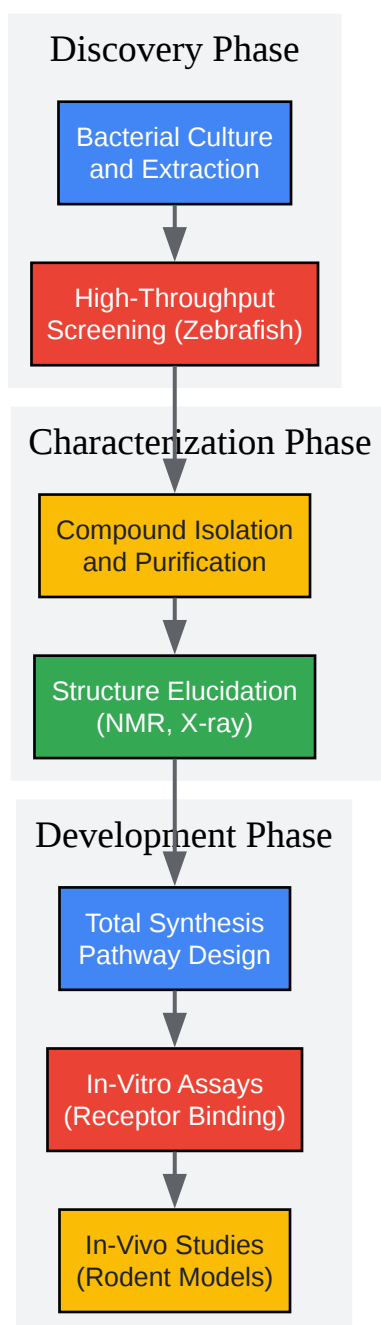 Discovery Phase
Bacterial Culture
and Extraction
High-Throughput
Screening (Zebrafish)
Characterization Phase
Compound Isolation
and Purification
Structure Elucidation
(NMR, X-ray)
Development Phase
Total Synthesis
Pathway Design
In-Vitro Assays
(Receptor Binding)
In-Vivo Studies
(Rodent Models)